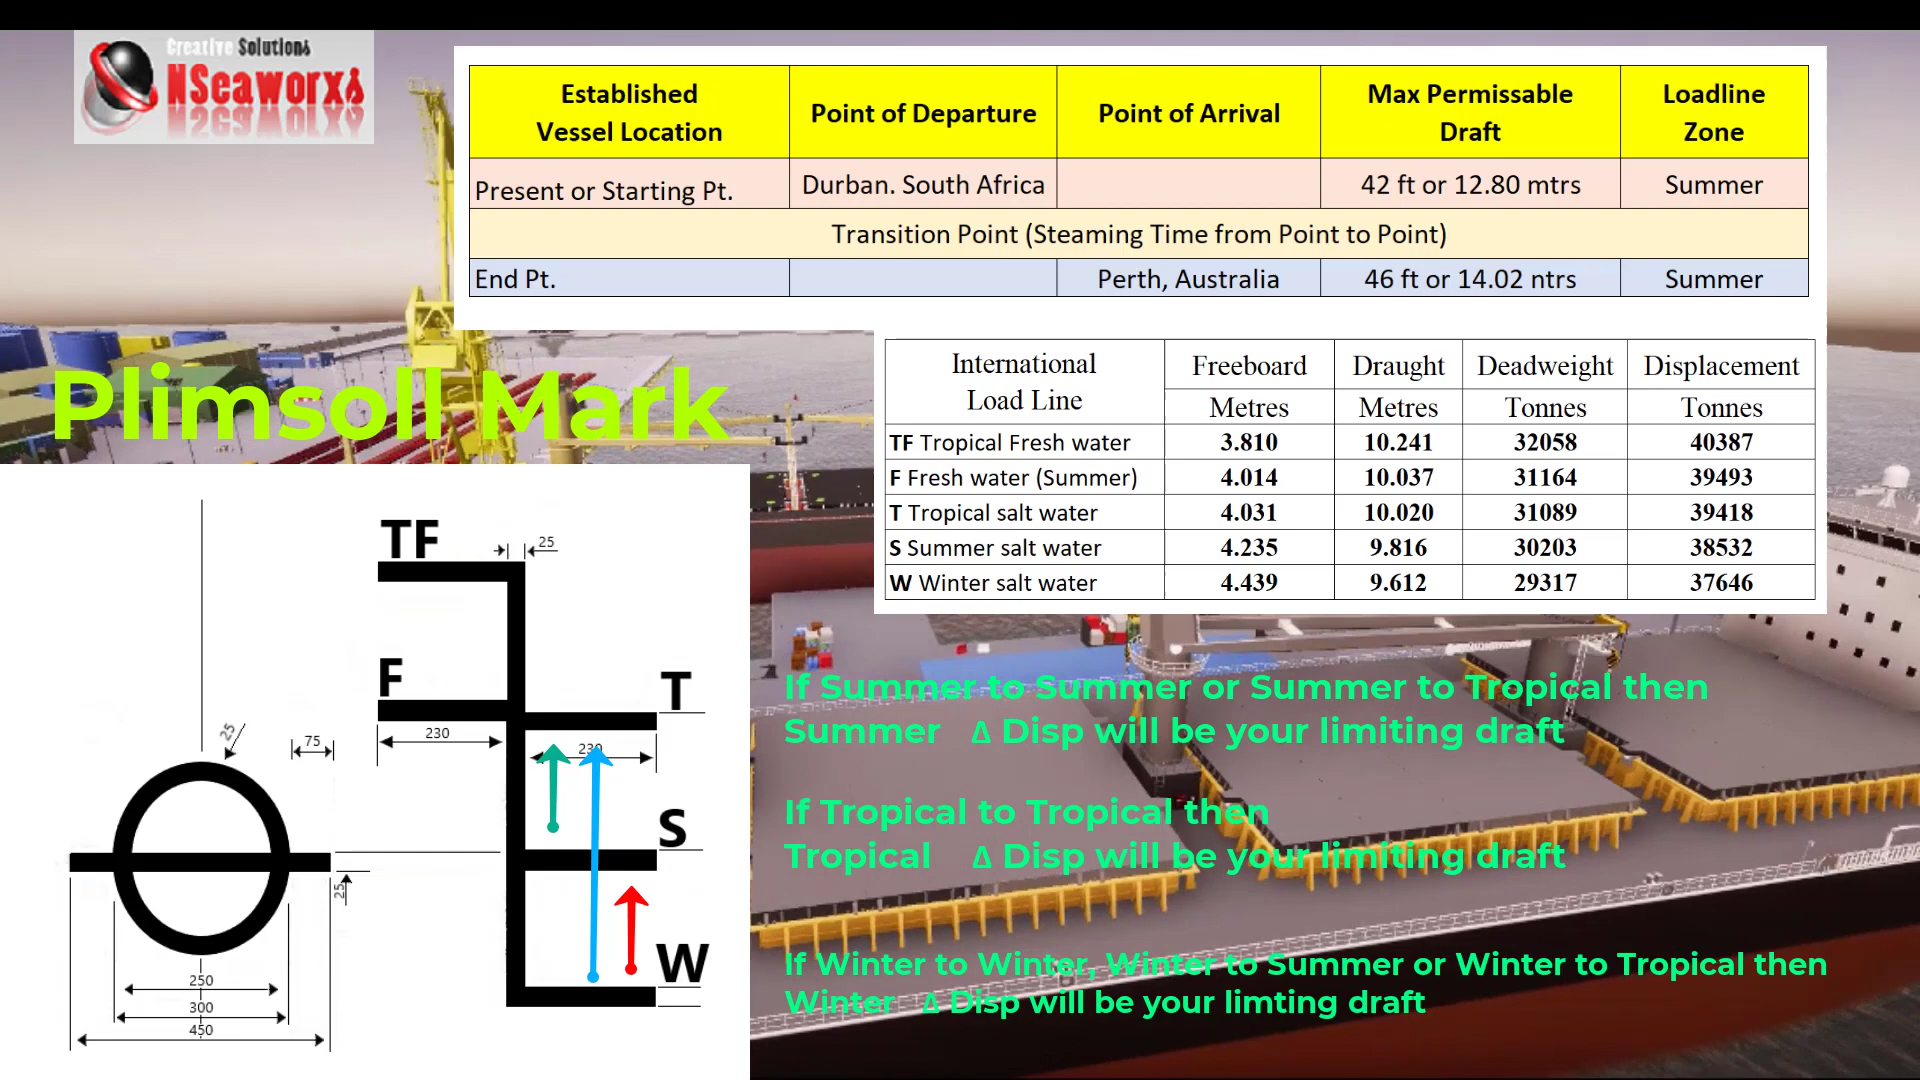 Creative Solutions
NSeaworxs
Established Vessel Location | Point of Departure | Point of Arrival | Max Permissable Draft | Loadline Zone
Present or Starting Pt. | Durban. South Africa | | 42 ft or 12.80 mtrs | Summer
Transition Point (Steaming Time from Point to Point)
End Pt. | | Perth, Australia | 46 ft or 14.02 ntrs | Summer
International Load Line | Freeboard | Draught | Deadweight | Displacement
Metres | Metres | Tonnes | Tonnes
TF Tropical Fresh water | 3.810 | 10.241 | 32058 | 40387
F Fresh water (Summer) | 4.014 | 10.037 | 31164 | 39493
T Tropical salt water | 4.031 | 10.020 | 31089 | 39418
S Summer salt water | 4.235 | 9.816 | 30203 | 38532
W Winter salt water | 4.439 | 9.612 | 29317 | 37646
Plimsoll Mark
TF
25
F
T
230
230
25
75
S
25
W
250
300
450
If Summer to Summer or Summer to Tropical then
Summer Δ Disp will be your limiting draft
If Tropical to Tropical then
Tropical Δ Disp will be your limiting draft
If Winter to Winter, Winter to Summer or Winter to Tropical then
Winter Δ Disp will be your limting draft